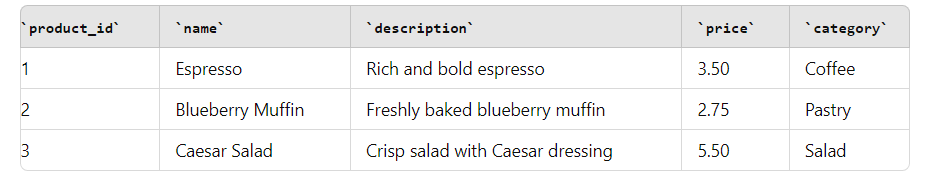 `product_id` `name` `description` `price` `category`
1 Espresso Rich and bold espresso 3.50 Coffee
2 Blueberry Muffin Freshly baked blueberry muffin 2.75 Pastry
3 Caesar Salad Crisp salad with Caesar dressing 5.50 Salad